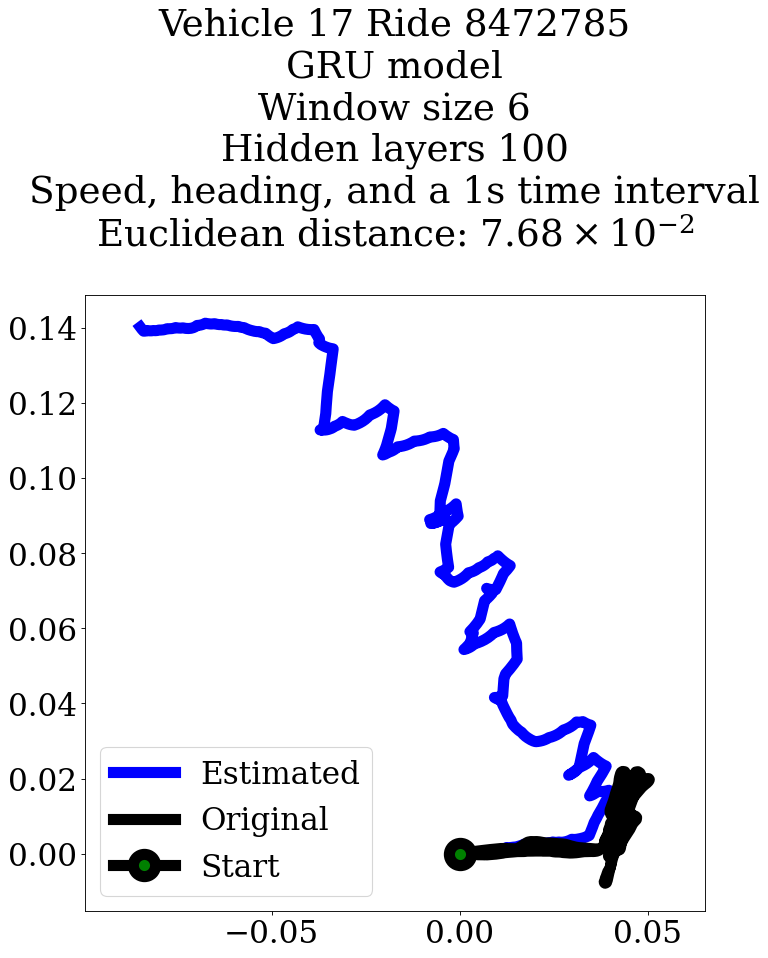 Vehicle 17 Ride 8472785
GRU model
Window size 6
Hidden layers 100
Speed, heading, and a 1s time interval
Euclidean distance: 7.68 × 10⁻²
0.14
0.12
0.10
0.08
0.06
0.04
0.02
0.00
Estimated
Original
Start
−0.05 0.00 0.05